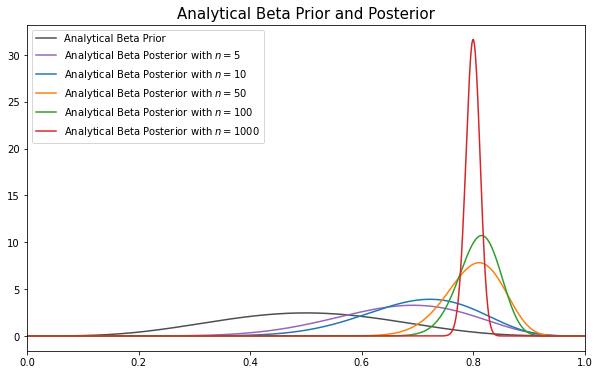 Analytical Beta Prior and Posterior
Analytical Beta Prior
Analytical Beta Posterior with n = 5
Analytical Beta Posterior with n = 10
Analytical Beta Posterior with n = 50
Analytical Beta Posterior with n = 100
Analytical Beta Posterior with n = 1000
30
25
20
15
10
5
0
0.0 0.2 0.4 0.6 0.8 1.0